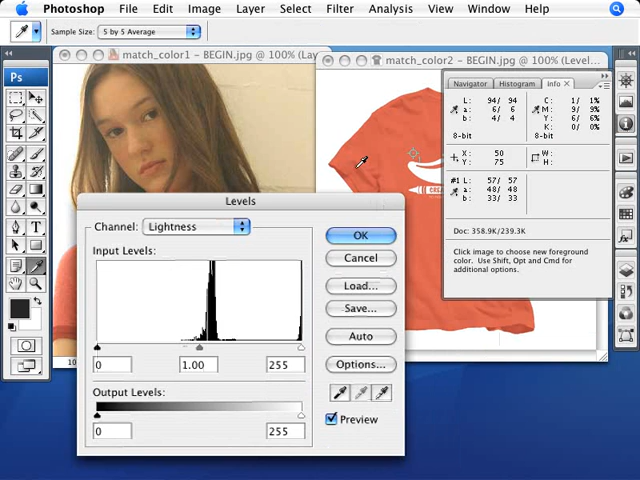 Photoshop File Edit Image Layer Select Filter Analysis View Window Help
Sample Size: 5 by 5 Average
match_color1 - BEGIN.jpg @ 100% (Lay
match_color2 - BEGIN.jpg @ 100% (Level...
Ps
Navigator Histogram Info x
L: 94/ 94 C: 1/ 1%
a: 6/ 6 M: 9/ 9%
b: 4/ 4 Y: 6/ 6%
K: 0/ 0%
8-bit 8-bit
X: 50 W:
Y: 75 H:
#1 L: 57/ 57
a: 48/ 48
b: 33/ 33
Doc: 358.9K/239.3K
Click image to choose new foreground
color. Use Shift, Opt and Cmd for
additional options.
Levels
Channel: Lightness
Input Levels:
0 1.00 255
Output Levels:
0 255
OK
Cancel
Load...
Save...
Auto
Options...
Preview